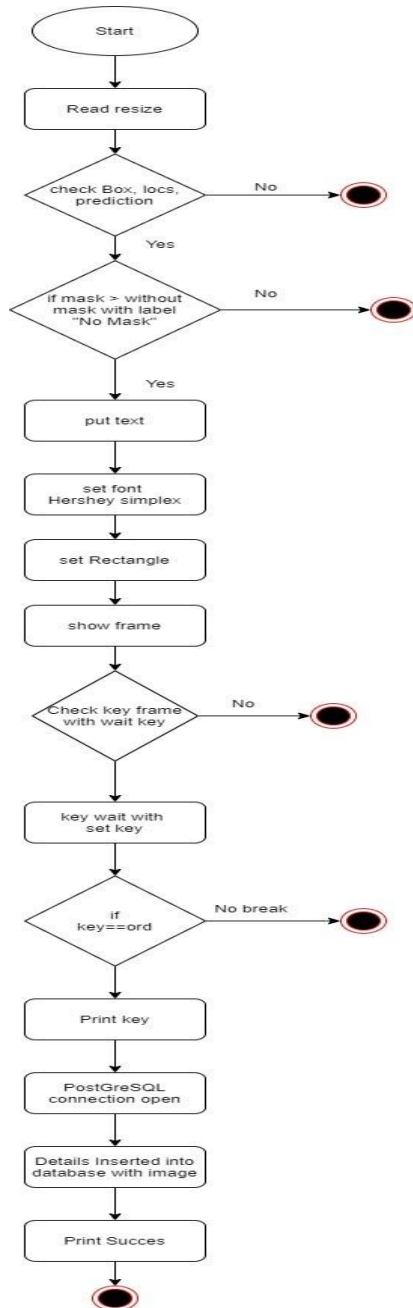 Start
Read resize
check Box, locs,
prediction
No
Yes
if mask > without
mask with label
"No Mask"
No
Yes
put text
set font
Hershey simplex
set Rectangle
show frame
Check key frame
with wait key
No
key wait with
set key
if
key==ord
No break
Print key
PostGreSQL
connection open
Details Inserted into
database with image
Print Succes